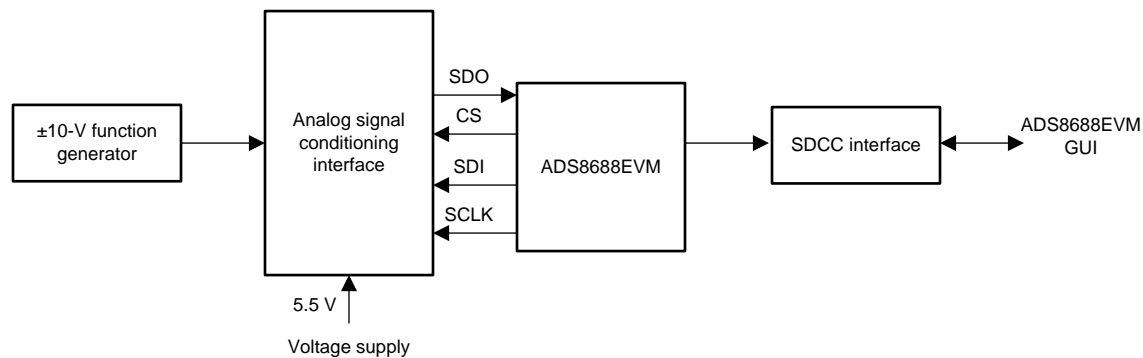 ±10-V function
generator
Analog signal
conditioning
interface
SDO
CS
SDI
SCLK
ADS8688EVM
SDCC interface
ADS8688EVM
GUI
5.5 V
Voltage supply